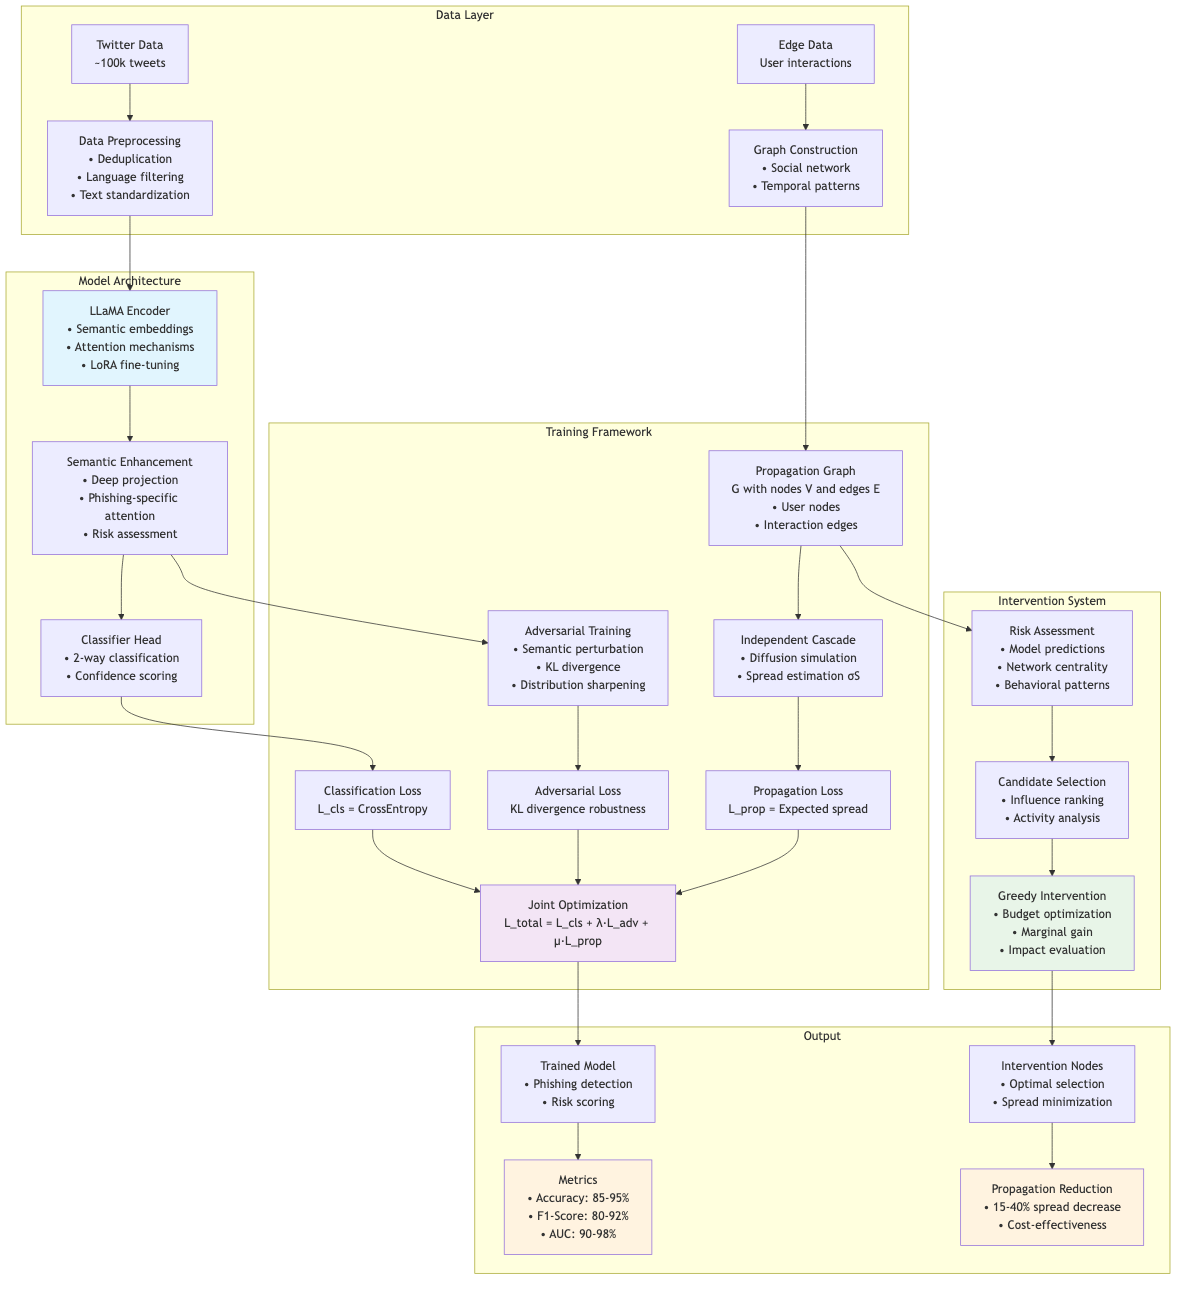 Data Layer
Twitter Data
~100k tweets
Edge Data
User interactions
Data Preprocessing
• Deduplication
• Language filtering
• Text standardization
Graph Construction
• Social network
• Temporal patterns
Model Architecture
LLaMA Encoder
• Semantic embeddings
• Attention mechanisms
• LoRA fine-tuning
Semantic Enhancement
• Deep projection
• Phishing-specific
attention
• Risk assessment
Classifier Head
• 2-way classification
• Confidence scoring
Training Framework
Propagation Graph
G with nodes V and edges E
• User nodes
• Interaction edges
Adversarial Training
• Semantic perturbation
• KL divergence
• Distribution sharpening
Independent Cascade
• Diffusion simulation
• Spread estimation σS
Classification Loss
L_cls = CrossEntropy
Adversarial Loss
KL divergence robustness
Propagation Loss
L_prop = Expected spread
Joint Optimization
L_total = L_cls + λ·L_adv +
μ·L_prop
Intervention System
Risk Assessment
• Model predictions
• Network centrality
• Behavioral patterns
Candidate Selection
• Influence ranking
• Activity analysis
Greedy Intervention
• Budget optimization
• Marginal gain
• Impact evaluation
Output
Trained Model
• Phishing detection
• Risk scoring
Intervention Nodes
• Optimal selection
• Spread minimization
Metrics
• Accuracy: 85-95%
• F1-Score: 80-92%
• AUC: 90-98%
Propagation Reduction
• 15-40% spread decrease
• Cost-effectiveness